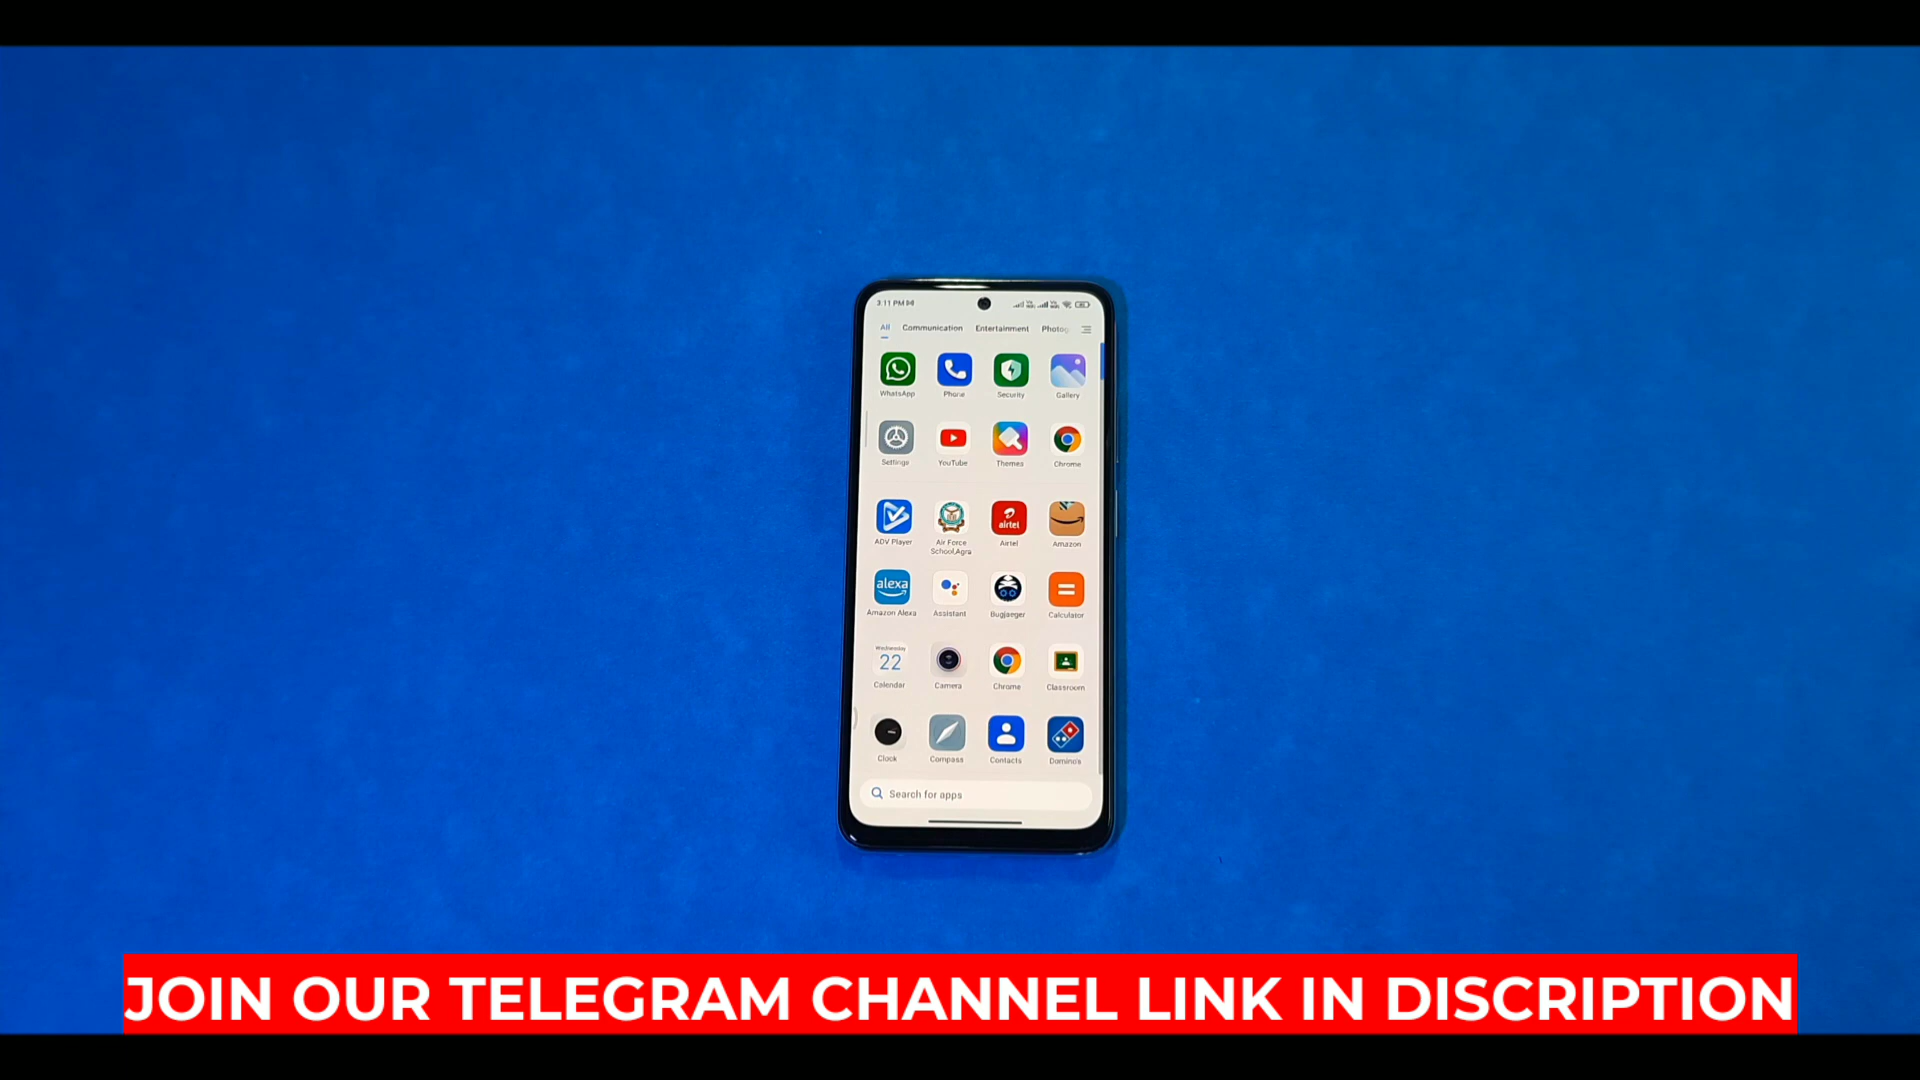 3:11 PM
All Communication Entertainment Photog
WhatsApp Phone Security Gallery
Settings YouTube Themes Chrome
airtel
ADV Player Air Force School,Agra Airtel Amazon
alexa
Amazon Alexa Assistant Bugjaeger Calculator
Wednesday
22
Calendar Camera Chrome Classroom
Clock Compass Contacts Domino's
Search for apps
JOIN OUR TELEGRAM CHANNEL LINK IN DISCRIPTION